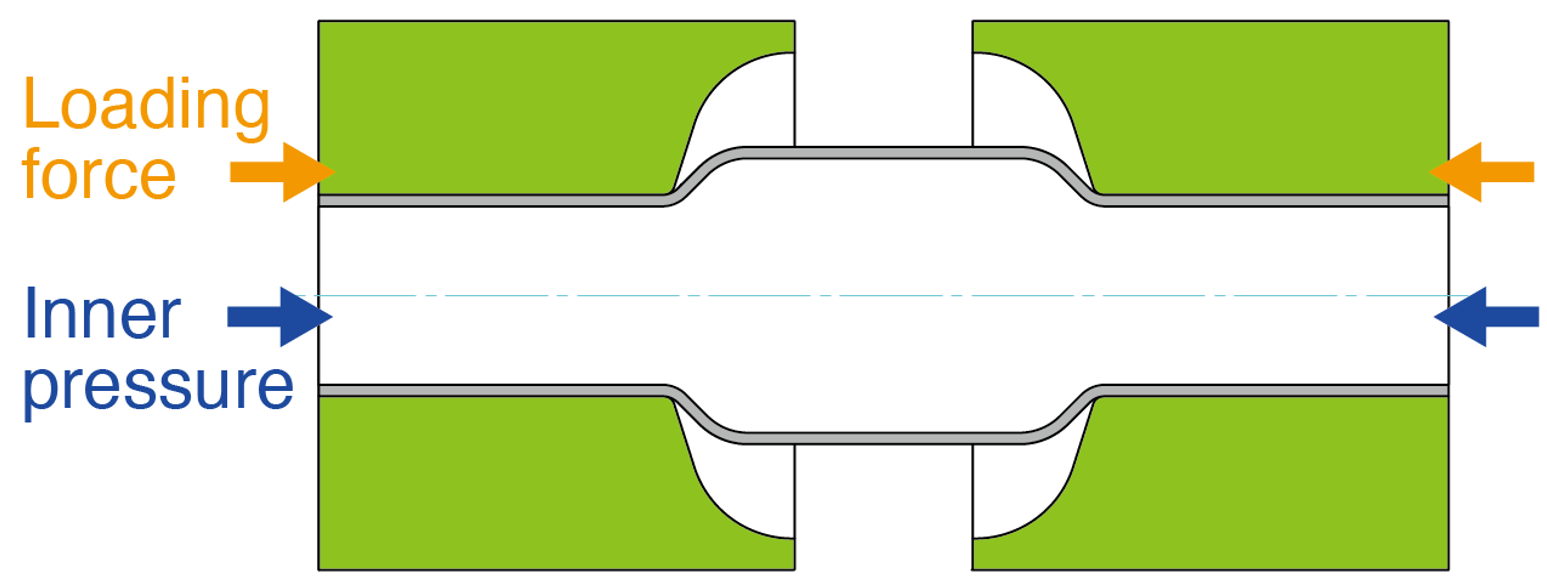 Loading
force
Inner
pressure